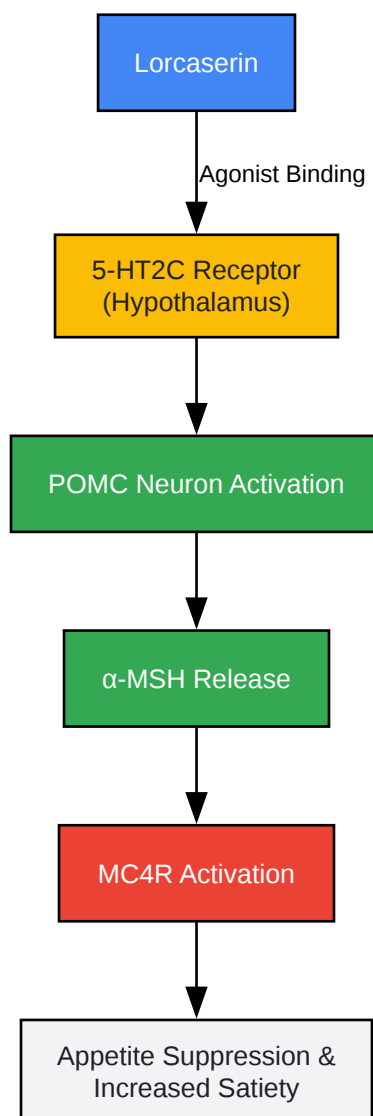 Lorcaserin
Agonist Binding
5-HT2C Receptor
(Hypothalamus)
POMC Neuron Activation
α-MSH Release
MC4R Activation
Appetite Suppression &
Increased Satiety